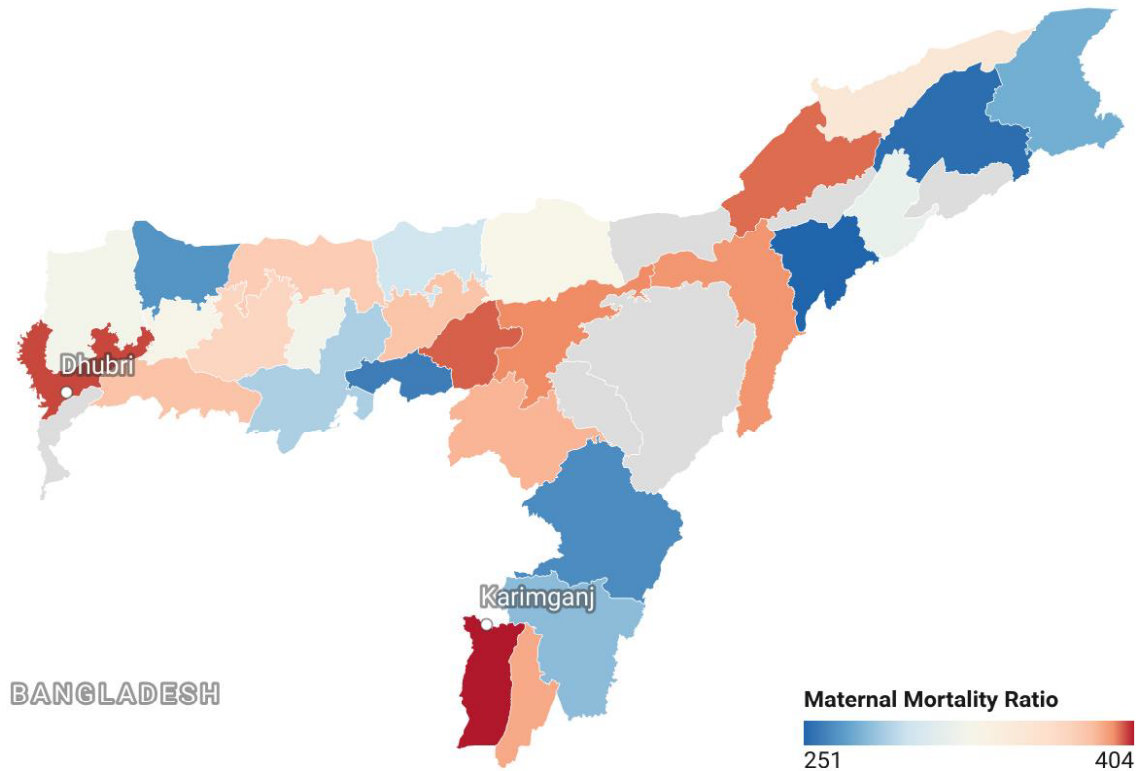 Dhubri
Karimganj
BANGLADESH
Maternal Mortality Ratio
251 404